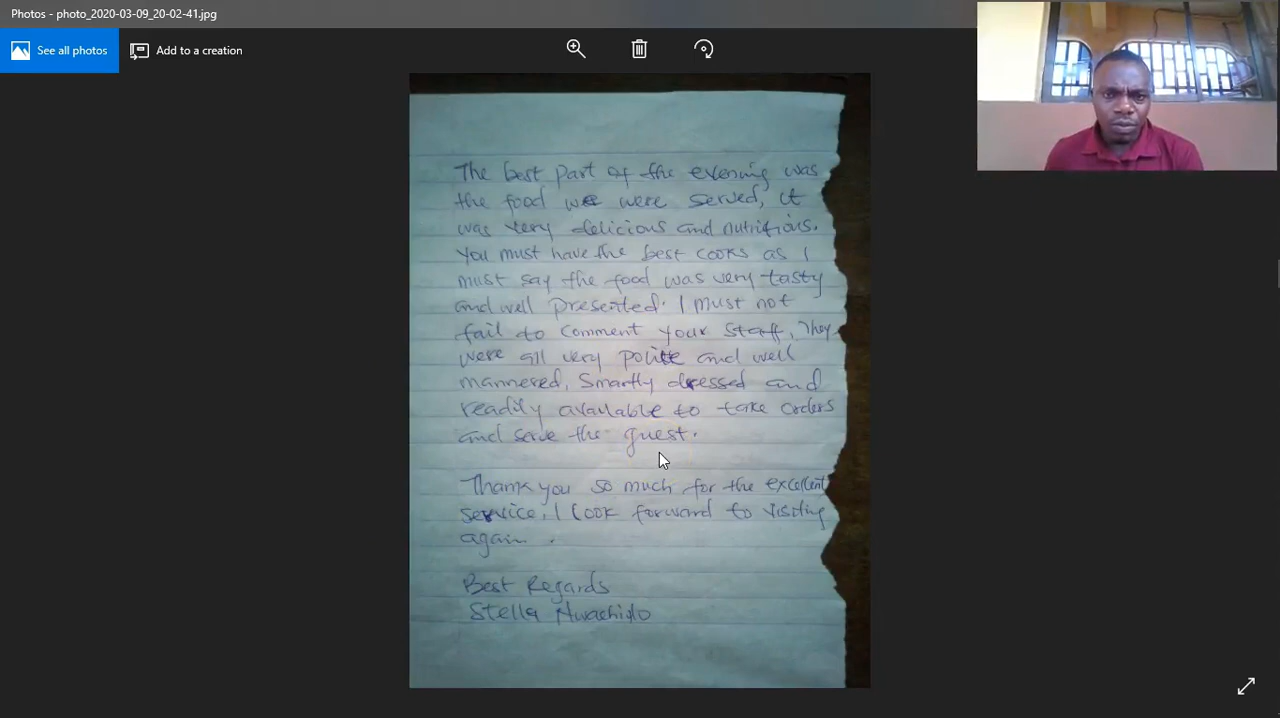 Photos - photo_2020-03-09_20-02-41.jpg
See all photos
Add to a creation
The best part of the evening was
the food we were served, it
was very delicious and nutritious.
You must have the best cooks as I
must say the food was very tasty
and well presented. I must not
fail to comment your staff, They
were all very polite and well
mannered, Smartly dressed and
readily available to take orders
and serve the guest.
Thank you so much for the excellent
service, I look forward to visiting
again .
Best Regards
Stella